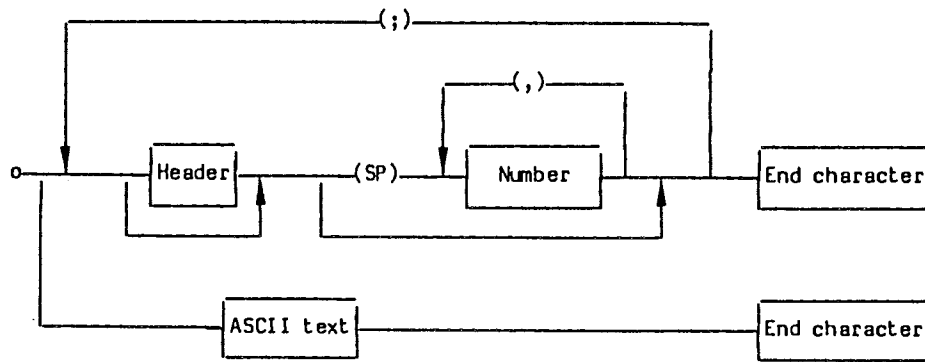 (;)
(,)
Header
(SP)
Number
End character
ASCII text
End character